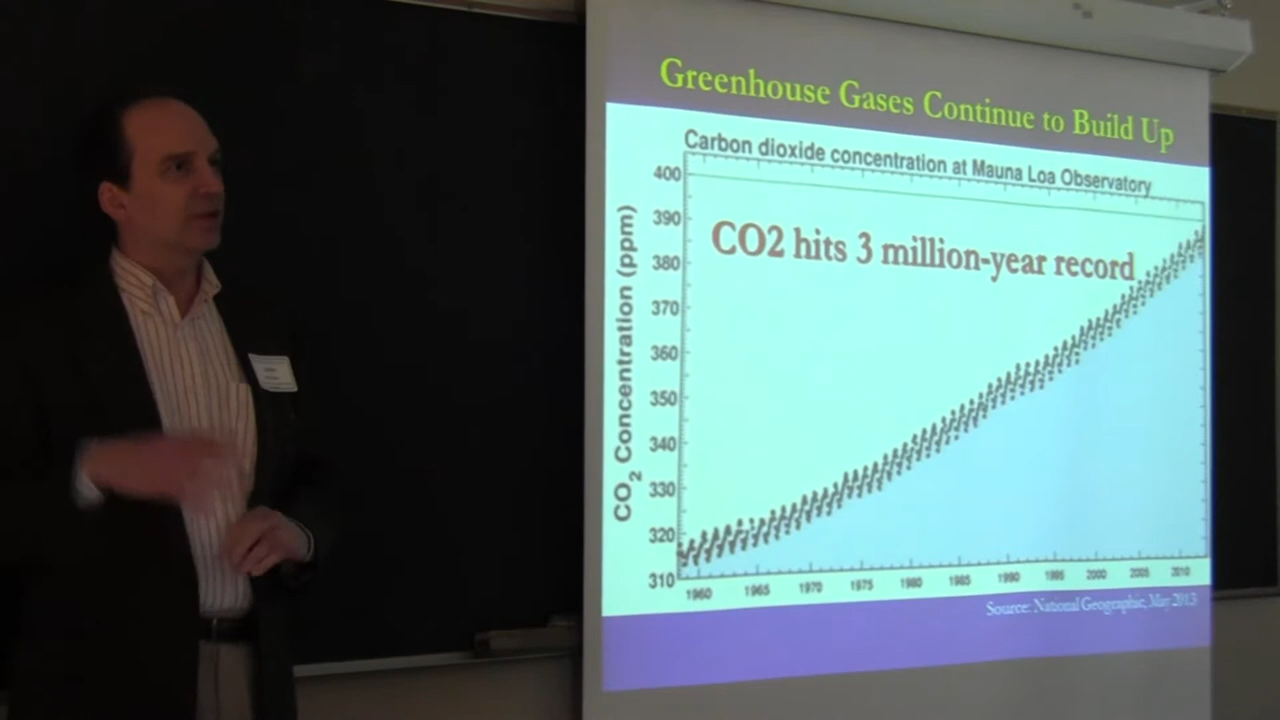 Greenhouse Gases Continue to Build Up
Carbon dioxide concentration at Mauna Loa Observatory
CO2 hits 3 million-year record
CO2 Concentration (ppm)
400
390
380
370
360
350
340
330
320
310
1960 1965 1970 1975 1980 1985 1990 1995 2000 2005 2010
Source: National Geographic, May 2013